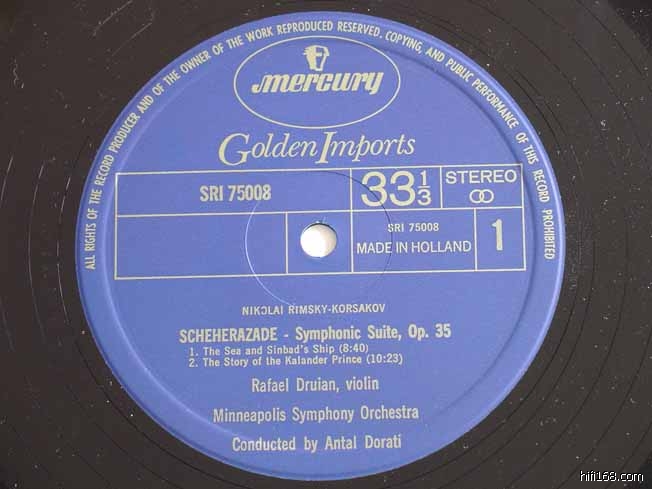 ALL RIGHTS OF THE RECORD PRODUCER AND OF THE OWNER OF THE WORK REPRODUCED RESERVED. COPYING, AND PUBLIC PERFORMANCE OF THIS RECORD PROHIBITED
mercury
Golden Imports
SRI 75008
33 1/3
STEREO
SRI 75008
MADE IN HOLLAND
1
NIKOLAI RIMSKY-KORSAKOV
SCHEHERAZADE - Symphonic Suite, Op. 35
1. The Sea and Sinbad's Ship (8:40)
2. The Story of the Kalander Prince (10:23)
Rafael Druian, violin
Minneapolis Symphony Orchestra
Conducted by Antal Dorati
hifi168.com